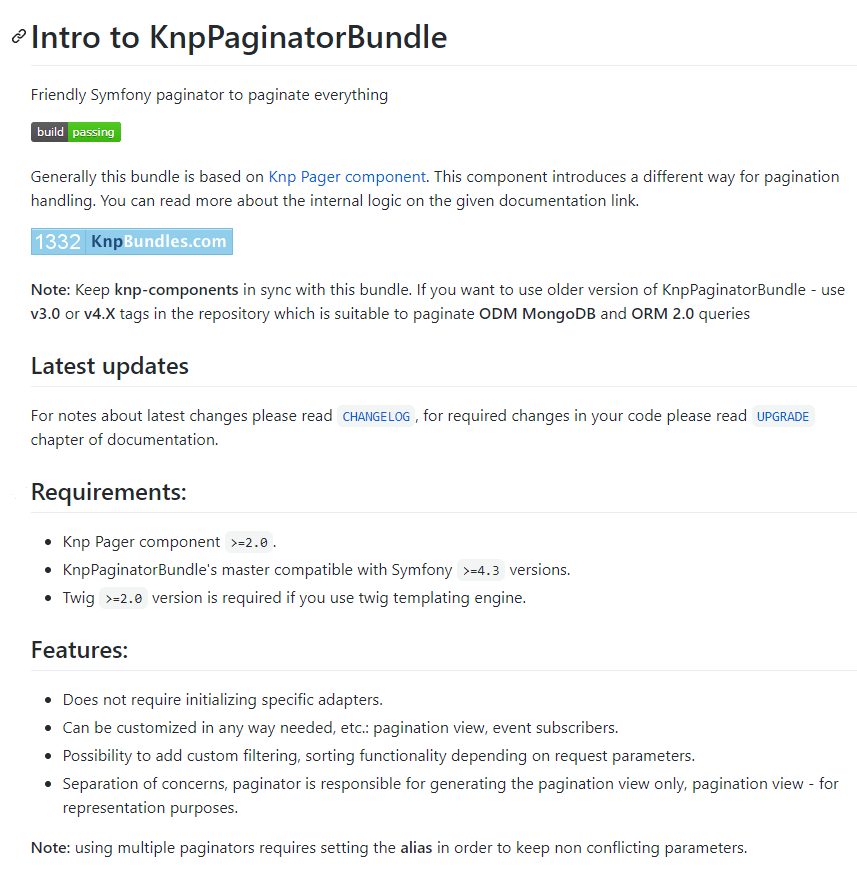 Intro to KnpPaginatorBundle
Friendly Symfony paginator to paginate everything
build passing
Generally this bundle is based on Knp Pager component. This component introduces a different way for pagination
handling. You can read more about the internal logic on the given documentation link.
1332 KnpBundles.com
Note: Keep knp-components in sync with this bundle. If you want to use older version of KnpPaginatorBundle - use
v3.0 or v4.X tags in the repository which is suitable to paginate ODM MongoDB and ORM 2.0 queries
Latest updates
For notes about latest changes please read CHANGELOG, for required changes in your code please read UPGRADE
chapter of documentation.
Requirements:
• Knp Pager component >=2.0.
• KnpPaginatorBundle's master compatible with Symfony >=4.3 versions.
• Twig >=2.0 version is required if you use twig templating engine.
Features:
• Does not require initializing specific adapters.
• Can be customized in any way needed, etc.: pagination view, event subscribers.
• Possibility to add custom filtering, sorting functionality depending on request parameters.
• Separation of concerns, paginator is responsible for generating the pagination view only, pagination view - for
representation purposes.
Note: using multiple paginators requires setting the alias in order to keep non conflicting parameters.